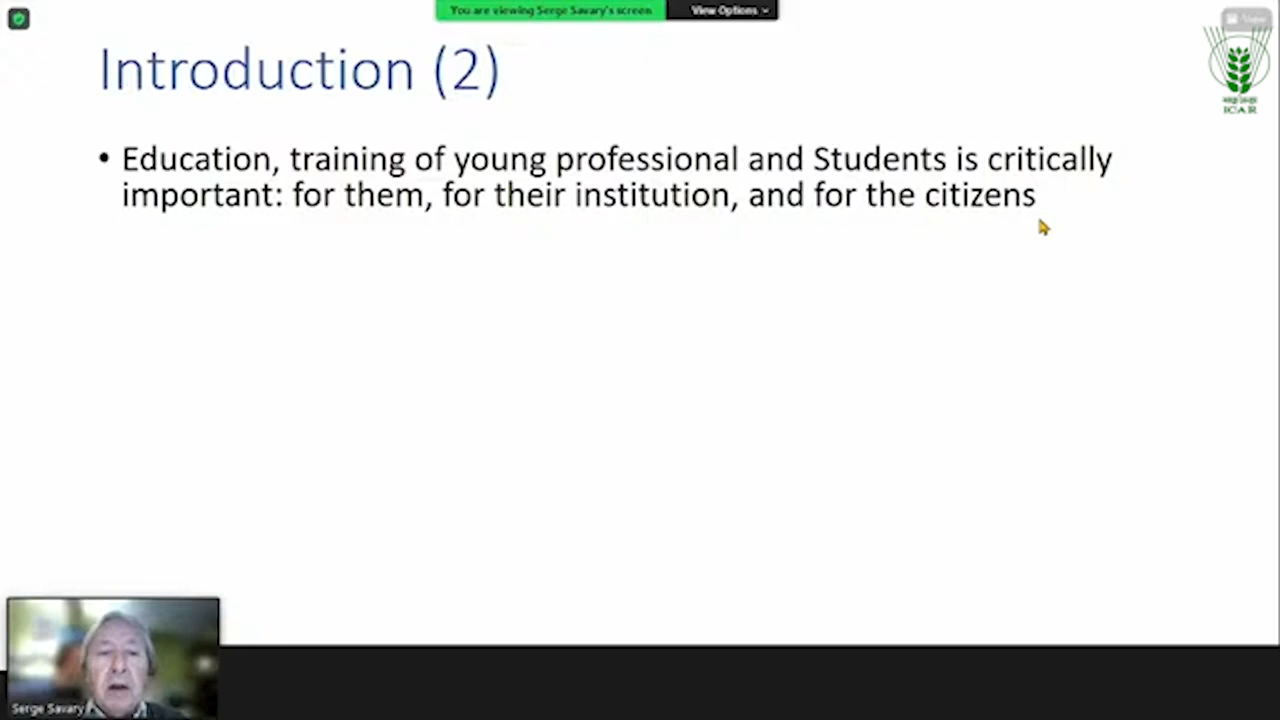 You are viewing Serge Savary's screen
View Options
View
Introduction (2)
ICAR
• Education, training of young professional and Students is critically
important: for them, for their institution, and for the citizens
Serge Savary